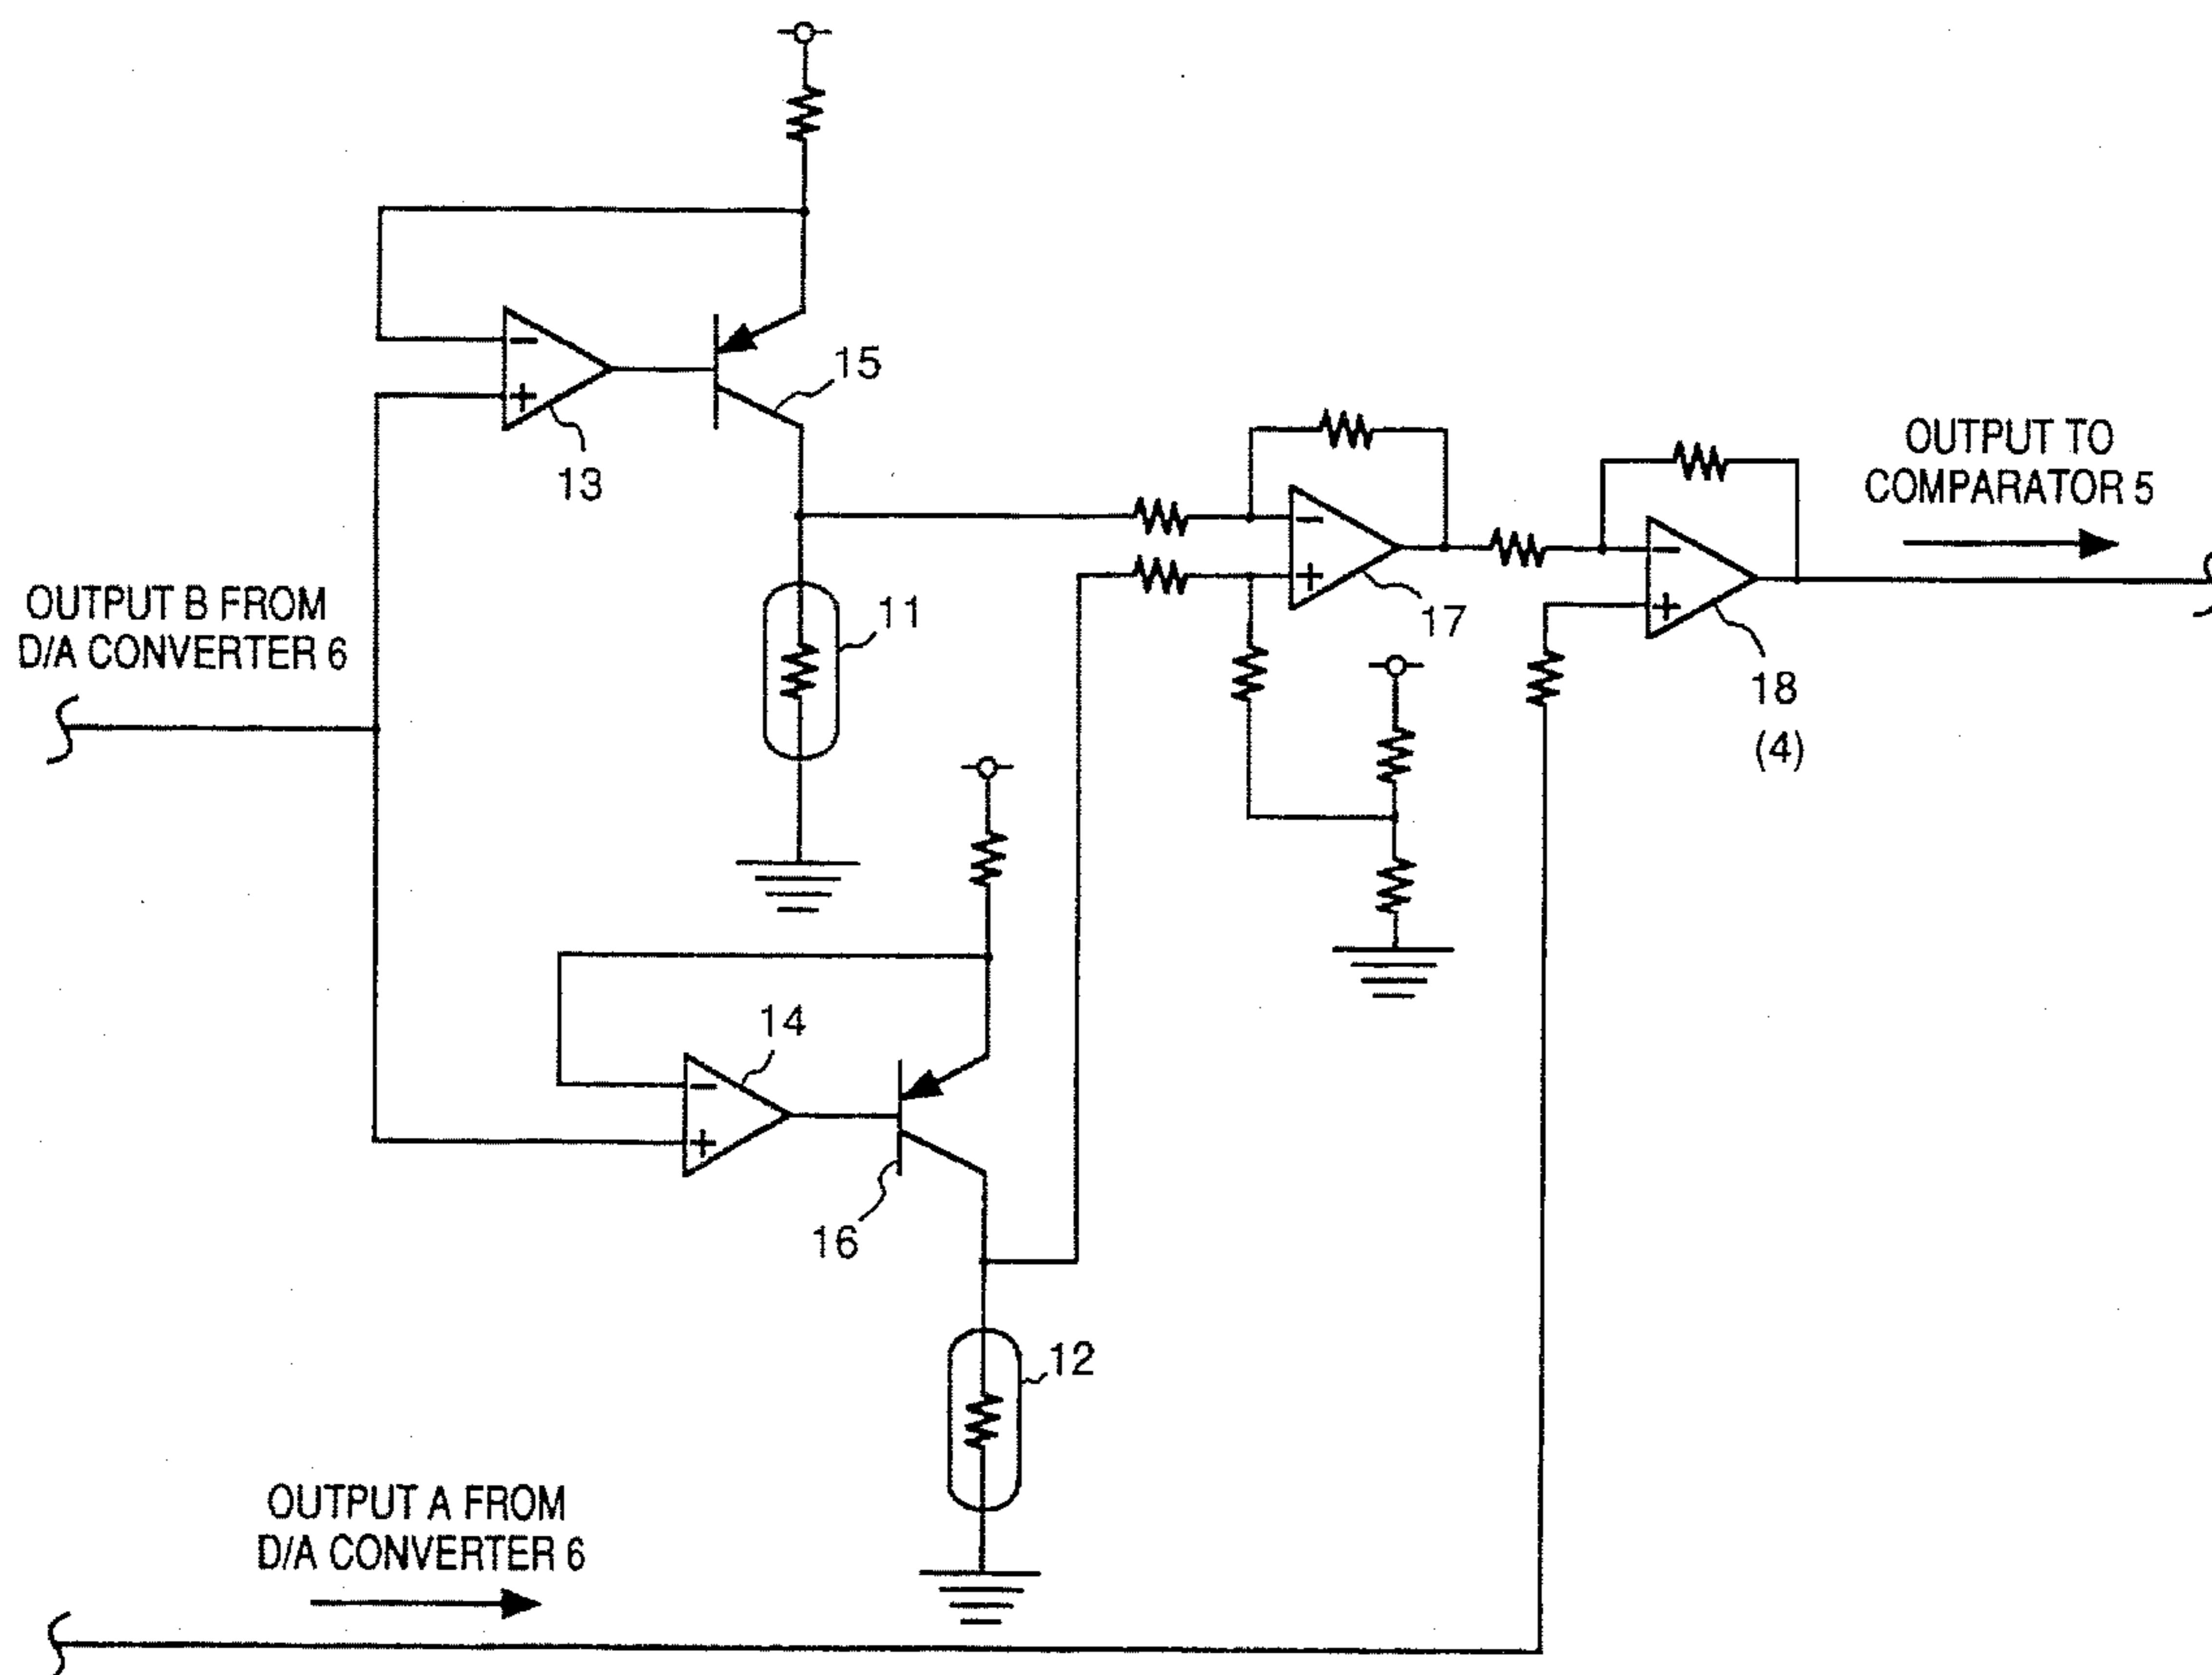 15
13
OUTPUT TO
COMPARATOR 5
OUTPUT B FROM
D/A CONVERTER 6
11
17
18
(4)
14
16
12
OUTPUT A FROM
D/A CONVERTER 6